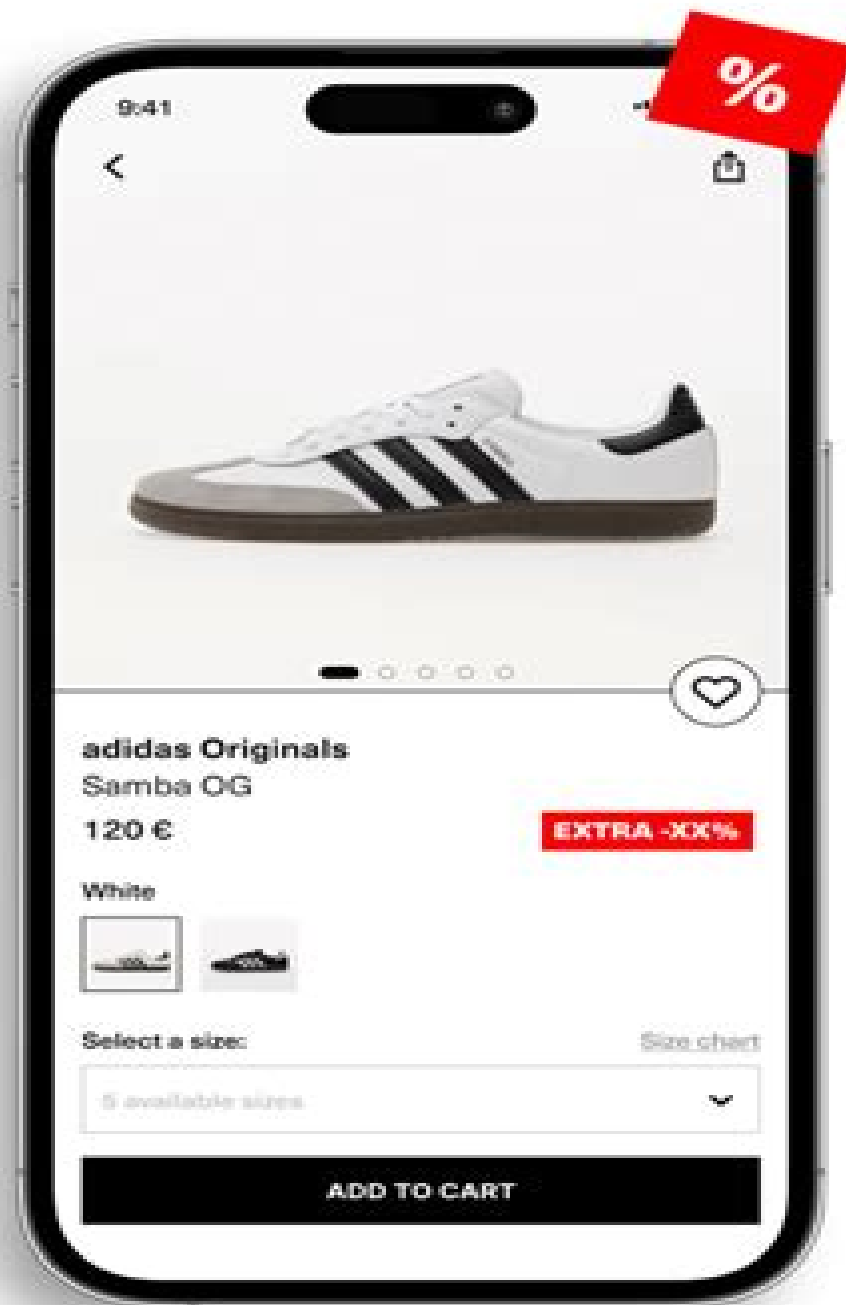 %
9:41
adidas Originals
Samba OG
120 €
EXTRA -XX%
White
Select a size:
Size chart
5 available sizes
ADD TO CART